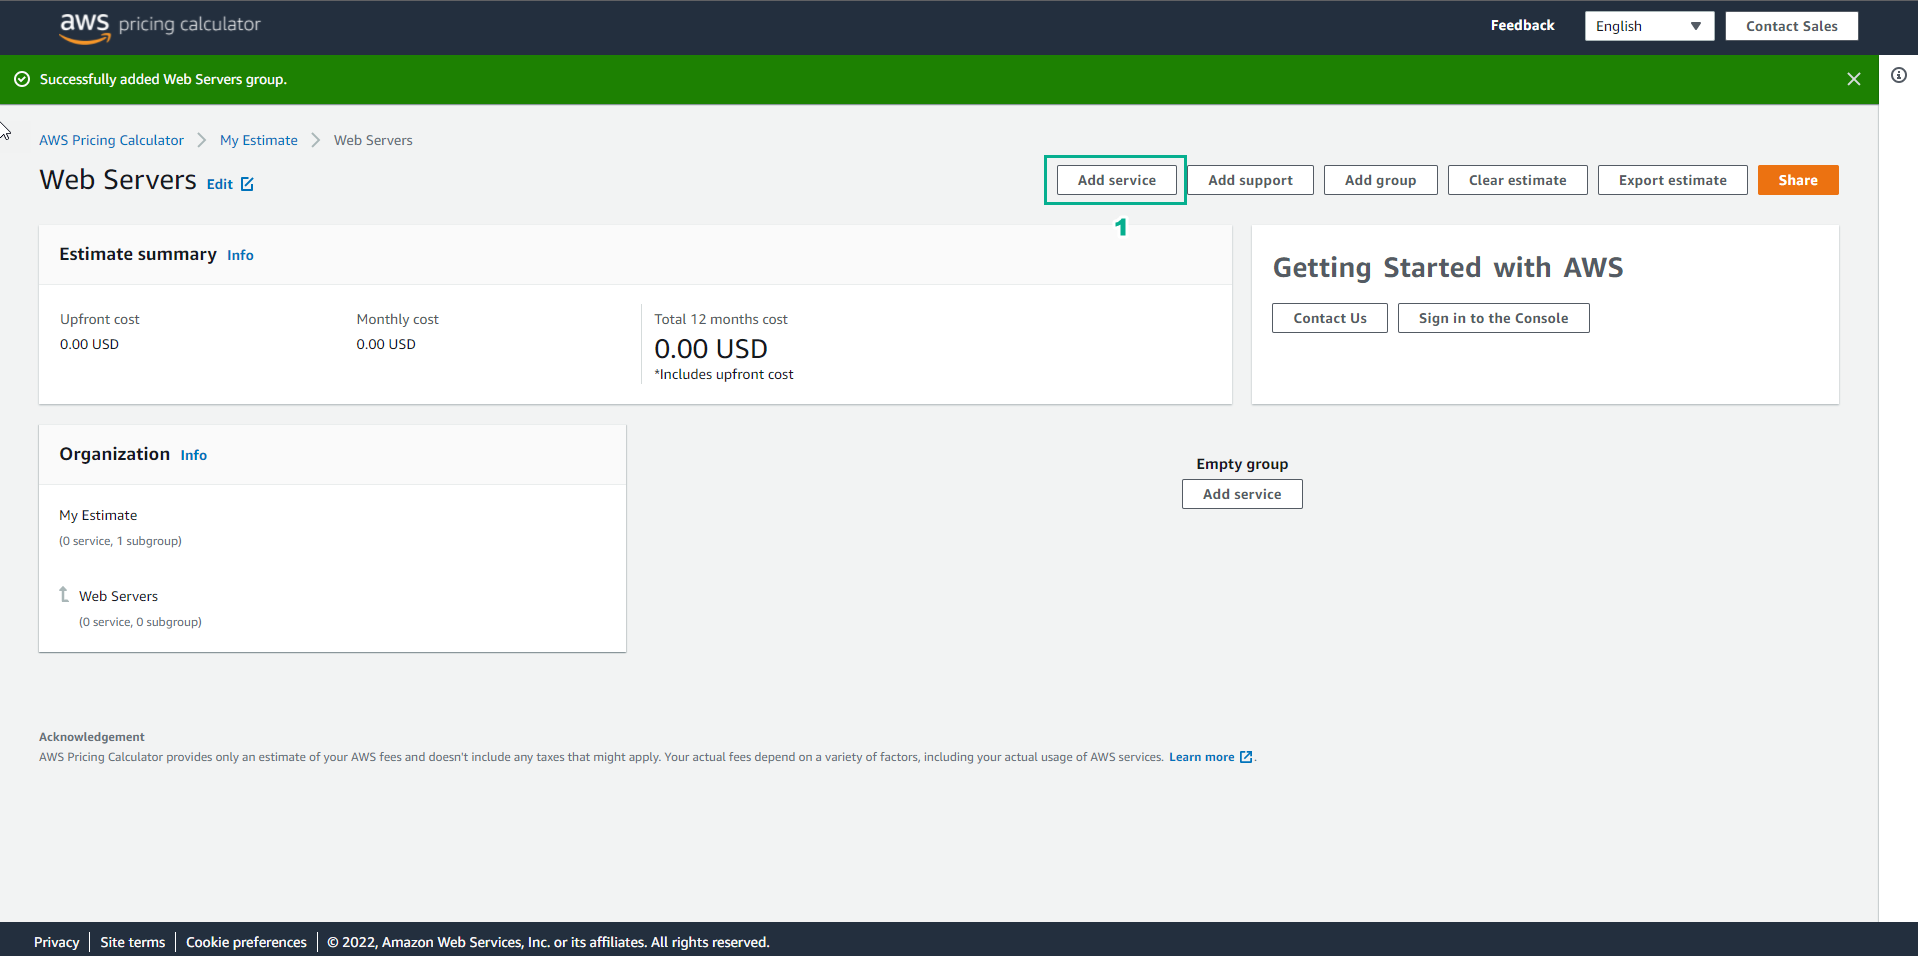 aws pricing calculator
Feedback
English
Contact Sales
Successfully added Web Servers group.
AWS Pricing Calculator
My Estimate
Web Servers
Web Servers
Edit
Add service
Add support
Add group
Clear estimate
Export estimate
Share
1
Estimate summary
Info
Upfront cost
0.00 USD
Monthly cost
0.00 USD
Total 12 months cost
0.00 USD
*Includes upfront cost
Getting Started with AWS
Contact Us
Sign in to the Console
Organization
Info
My Estimate
(0 service, 1 subgroup)
Web Servers
(0 service, 0 subgroup)
Empty group
Add service
Acknowledgement
AWS Pricing Calculator provides only an estimate of your AWS fees and doesn't include any taxes that might apply. Your actual fees depend on a variety of factors, including your actual usage of AWS services. Learn more .
Privacy
Site terms
Cookie preferences
© 2022, Amazon Web Services, Inc. or its affiliates. All rights reserved.